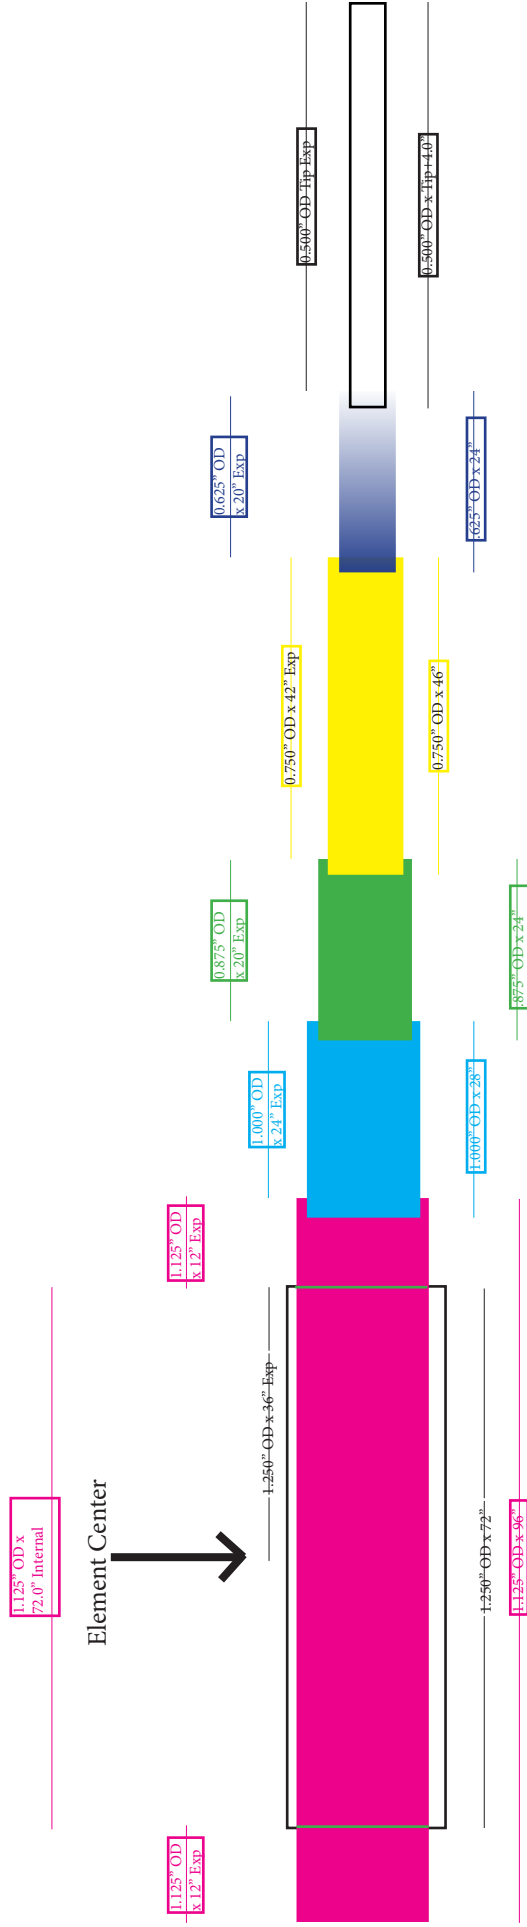 0.500” OD Tip Exp
0.500” OD x Tip+4.0”
0.625” OD
x 20” Exp
.625” OD x 24”
0.750” OD x 42” Exp
0.750” OD x 46”
0.875” OD
x 20” Exp
.875” OD x 24”
1.000” OD
x 24” Exp
1.000” OD x 28”
1.125” OD
x 12” Exp
1.250” OD x 36” Exp
1.125” OD x
72.0” Internal
Element Center
1.250” OD x 72”
1.125” OD x 96”
1.125” OD
x 12” Exp